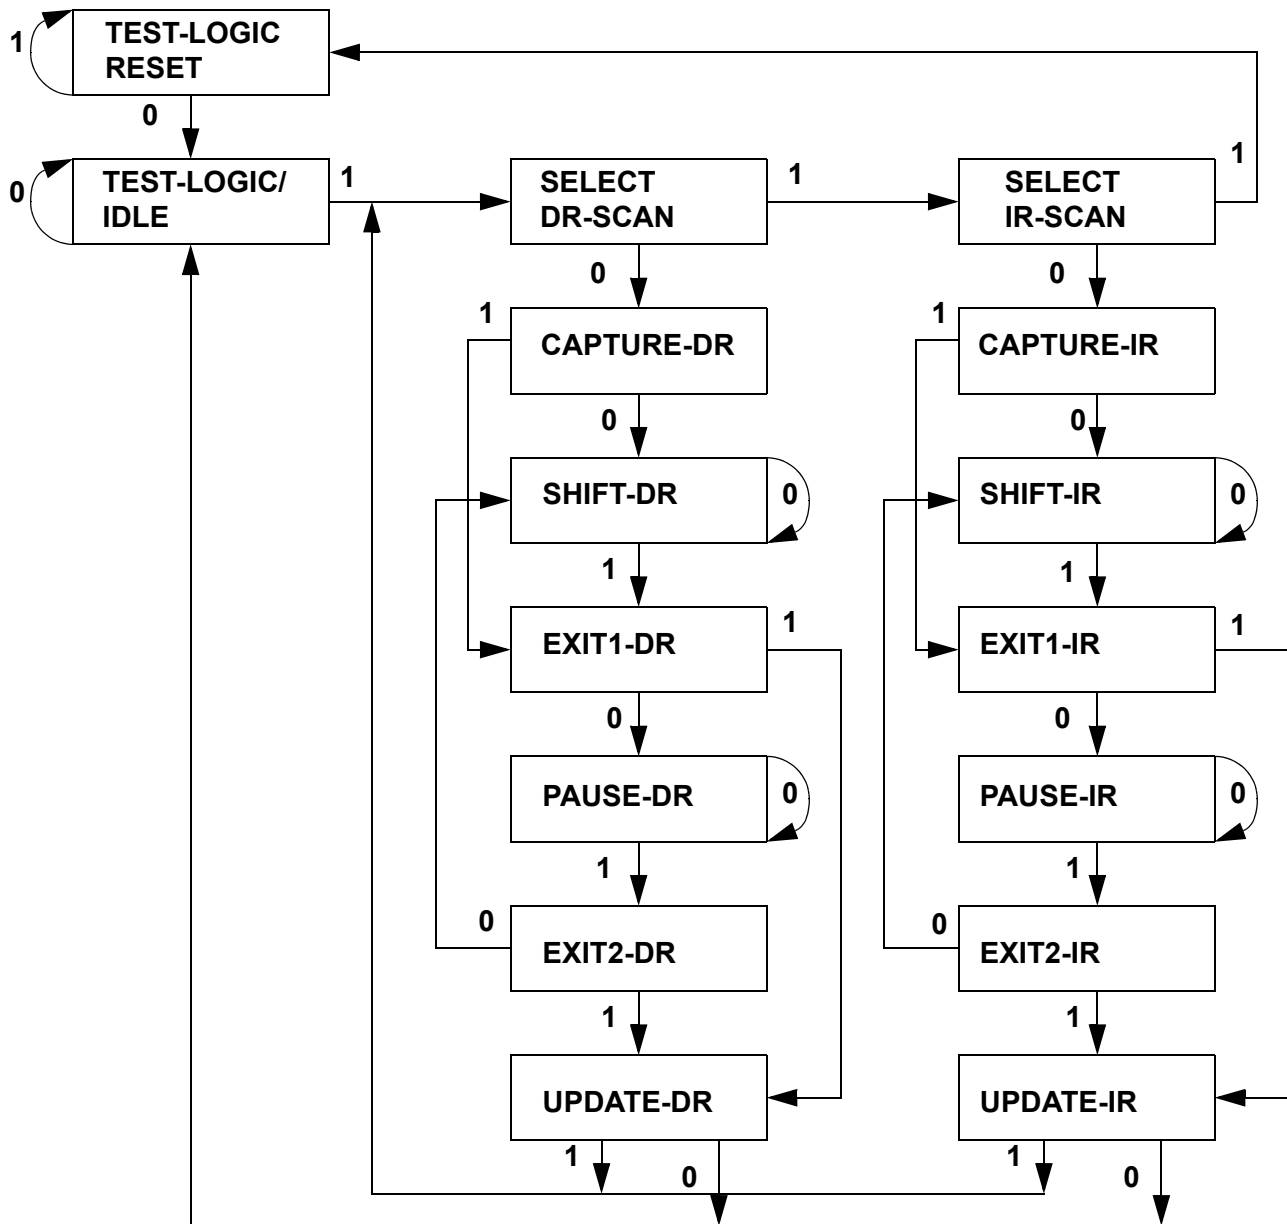 1
TEST-LOGIC
RESET
0
0
TEST-LOGIC/
IDLE
1
SELECT
DR-SCAN
1
SELECT
IR-SCAN
1
0
0
1
CAPTURE-DR
1
CAPTURE-IR
0
0
SHIFT-DR
0
SHIFT-IR
0
1
1
EXIT1-DR
1
EXIT1-IR
1
0
0
PAUSE-DR
0
PAUSE-IR
0
1
1
0
EXIT2-DR
0
EXIT2-IR
1
1
UPDATE-DR
UPDATE-IR
1
0
1
0